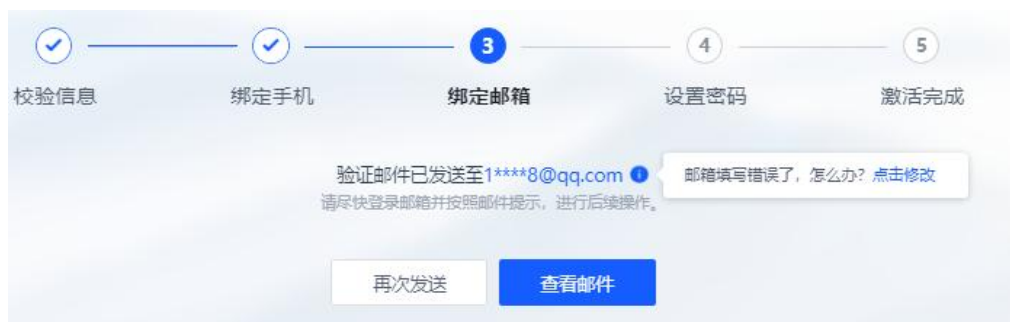 3 4 5
校验信息 绑定手机 绑定邮箱 设置密码 激活完成
验证邮件已发送至1****8@qq.com 邮箱填写错误了，怎么办？点击修改
请尽快登录邮箱并按照邮件提示，进行后续操作。
再次发送 查看邮件